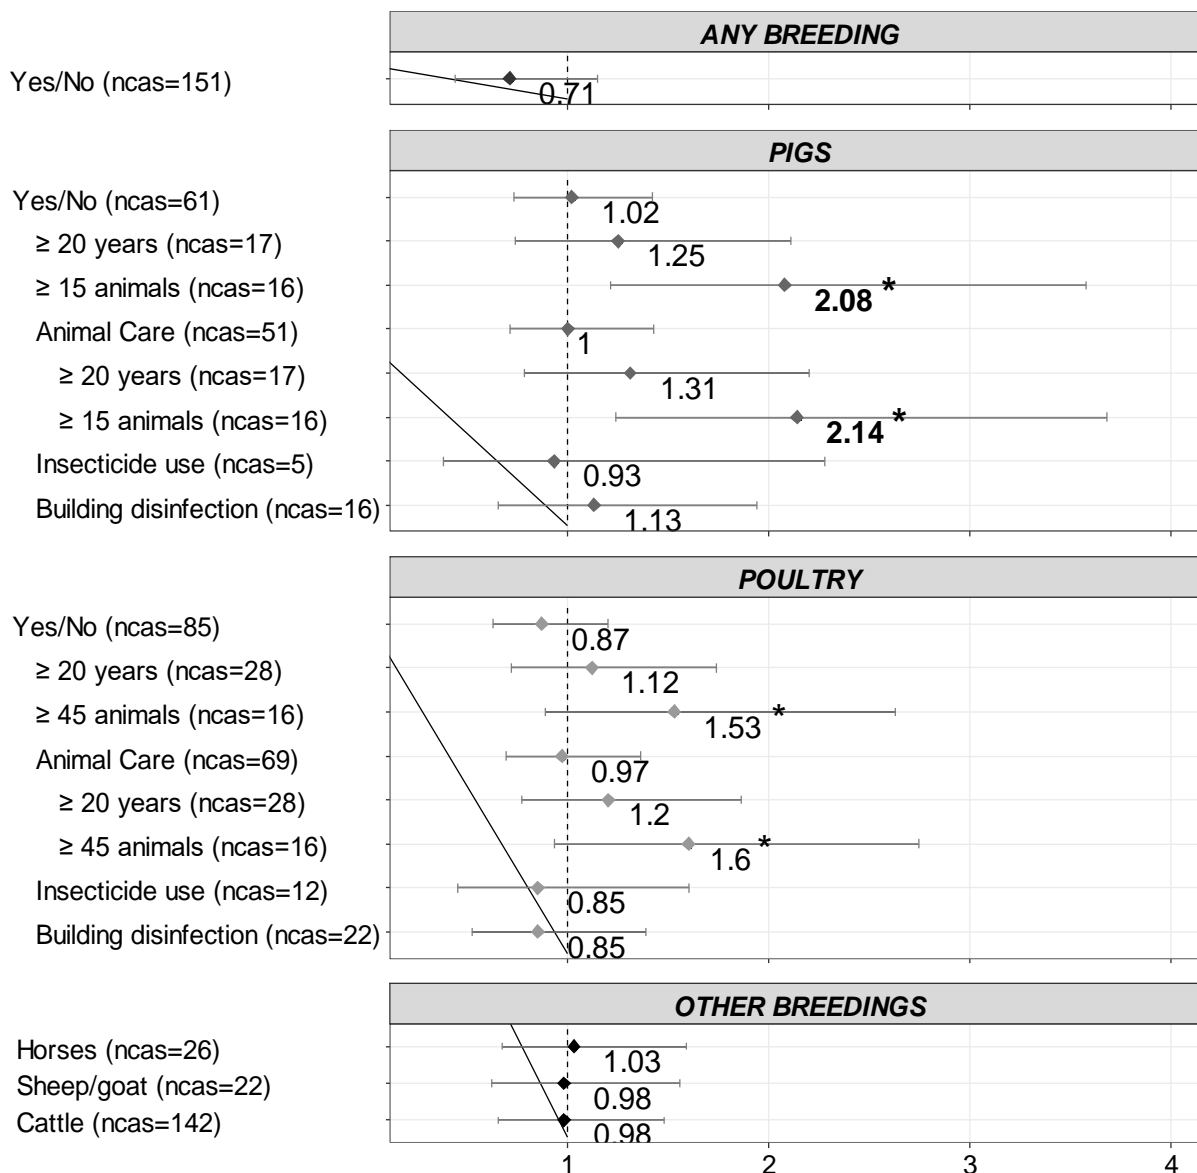 ANY BREEDING
Yes/No (ncas=151)
0.71
PIGS
Yes/No (ncas=61)
1.02
≥ 20 years (ncas=17)
1.25
≥ 15 animals (ncas=16)
2.08 *
Animal Care (ncas=51)
1
≥ 20 years (ncas=17)
1.31
≥ 15 animals (ncas=16)
2.14 *
Insecticide use (ncas=5)
0.93
Building disinfection (ncas=16)
1.13
POULTRY
Yes/No (ncas=85)
0.87
≥ 20 years (ncas=28)
1.12
≥ 45 animals (ncas=16)
1.53 *
Animal Care (ncas=69)
0.97
≥ 20 years (ncas=28)
1.2
≥ 45 animals (ncas=16)
1.6 *
Insecticide use (ncas=12)
0.85
Building disinfection (ncas=22)
0.85
OTHER BREEDINGS
Horses (ncas=26)
1.03
Sheep/goat (ncas=22)
0.98
Cattle (ncas=142)
0.98
1 2 3 4